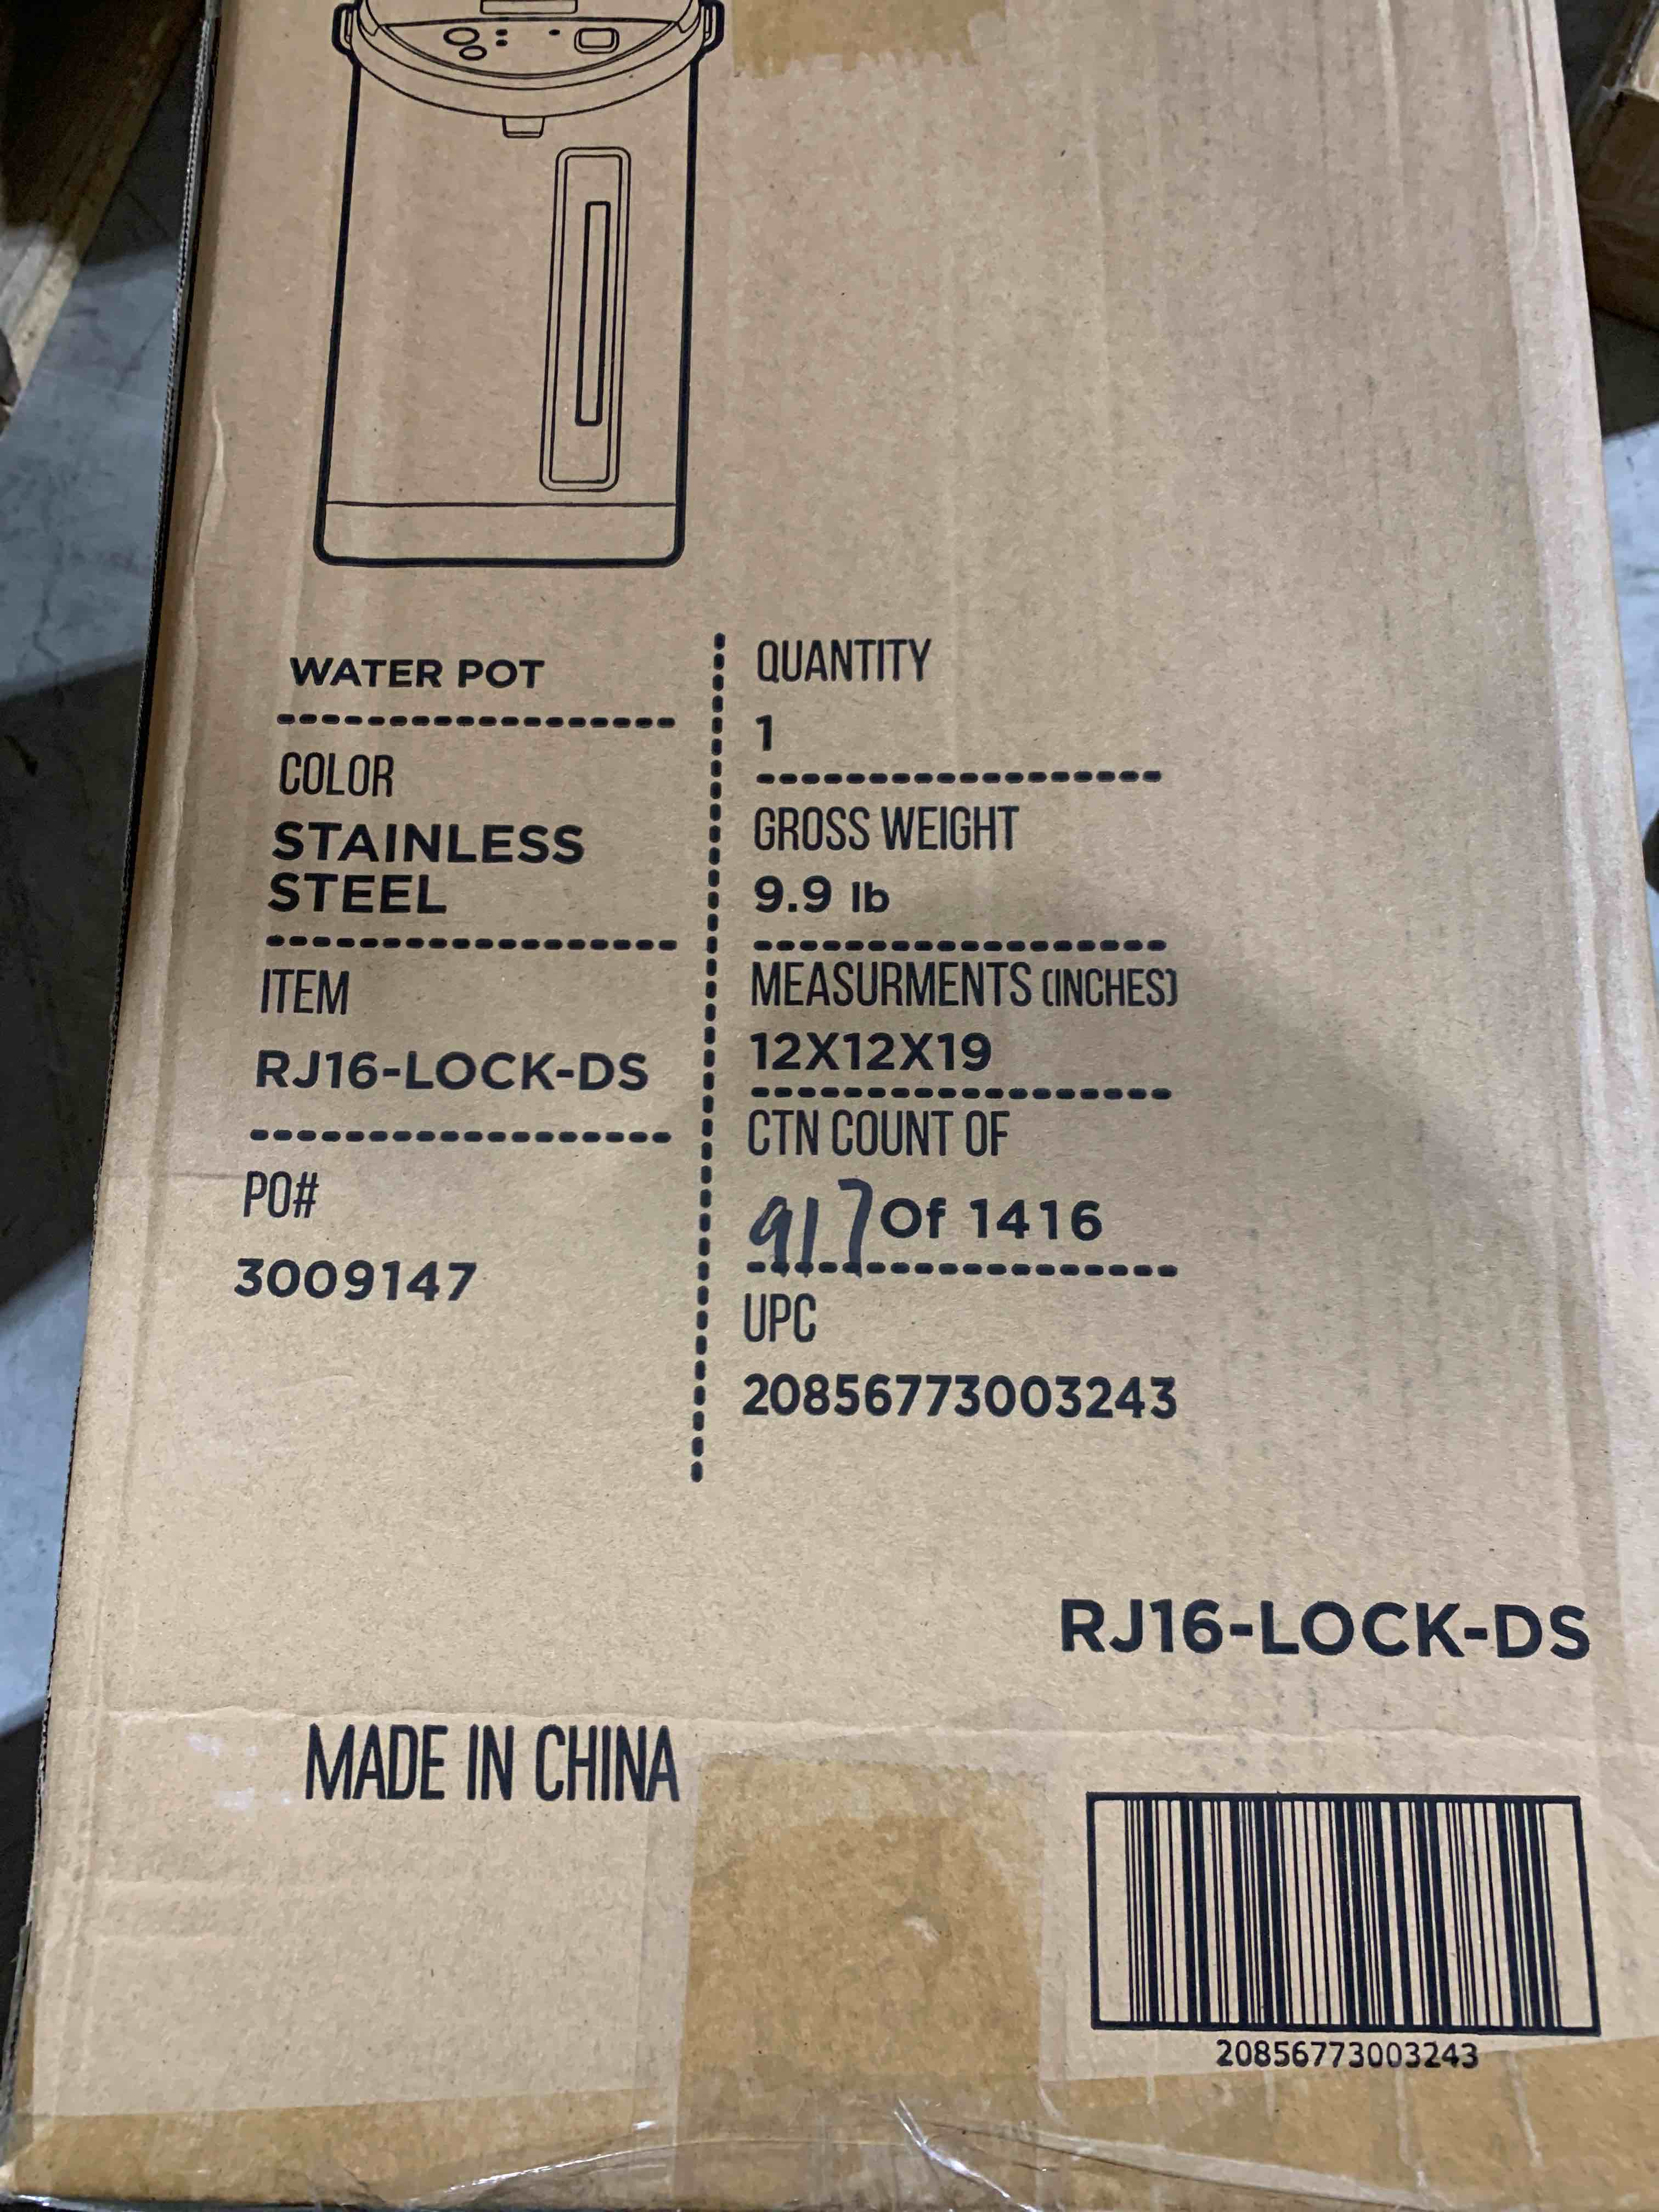 WATER POT
COLOR
STAINLESS
STEEL
ITEM
RJ16-LOCK-DS
PO#
3009147
QUANTITY
1
GROSS WEIGHT
9.9 lb
MEASURMENTS (INCHES)
12X12X19
CTN COUNT OF
917 Of 1416
UPC
20856773003243
RJ16-LOCK-DS
MADE IN CHINA
20856773003243